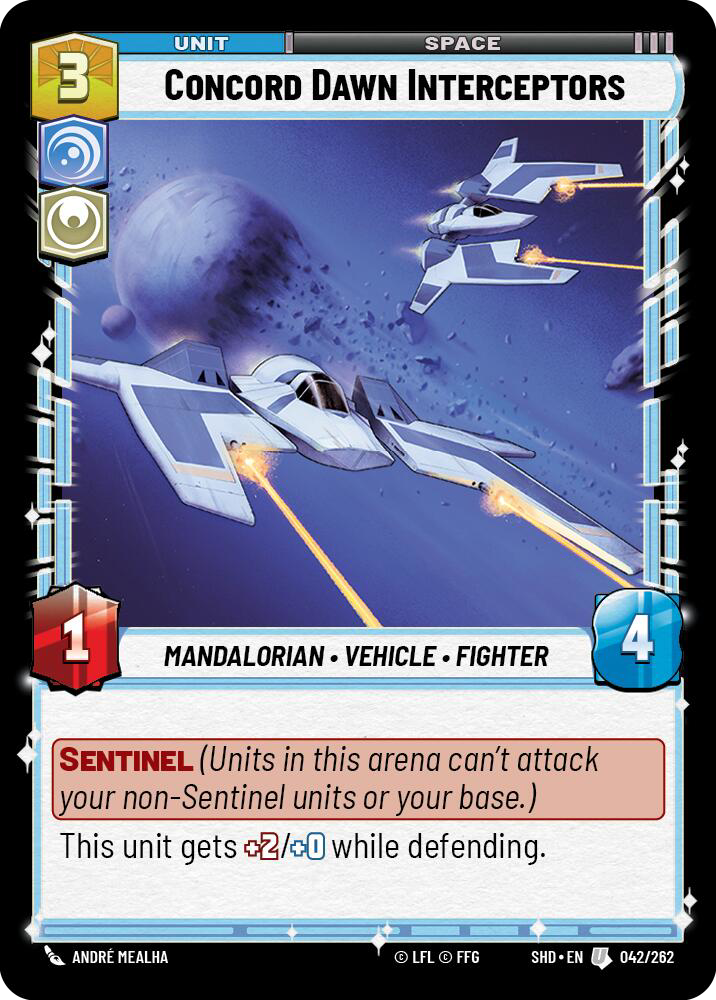 UNIT
SPACE
3
CONCORD DAWN INTERCEPTORS
1
MANDALORIAN • VEHICLE • FIGHTER
4
SENTINEL (Units in this arena can't attack
your non-Sentinel units or your base.)
This unit gets +2/+0 while defending.
ANDRÉ MEALHA
© LFL © FFG
SHD • EN U 042/262